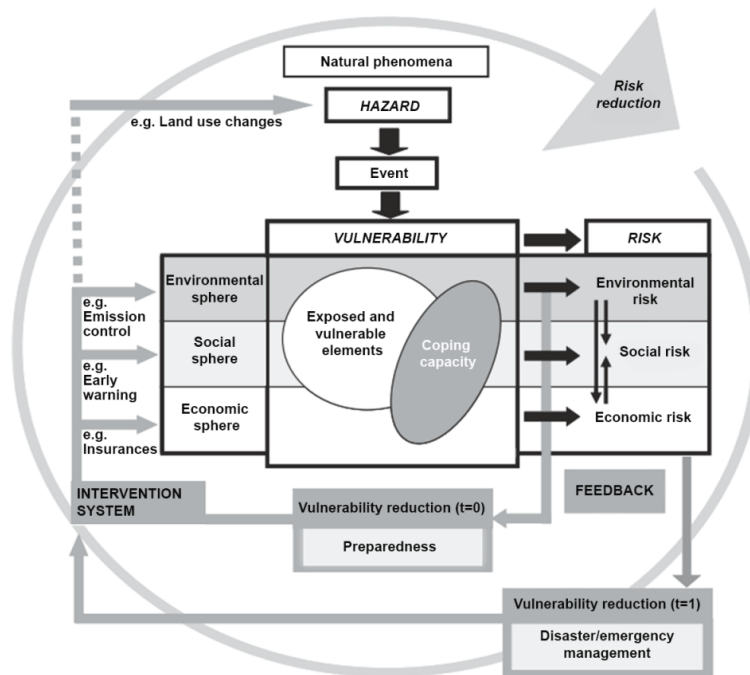 Natural phenomena
Risk
reduction
HAZARD
e.g. Land use changes
Event
VULNERABILITY
RISK
Environmental
sphere
Environmental
risk
e.g.
Emission
control
Exposed and
vulnerable
elements
Social
sphere
Coping
capacity
Social risk
e.g.
Early
warning
Economic
sphere
Economic risk
e.g.
Insurances
INTERVENTION
SYSTEM
Vulnerability reduction (t=0)
Preparedness
FEEDBACK
Vulnerability reduction (t=1)
Disaster/emergency
management